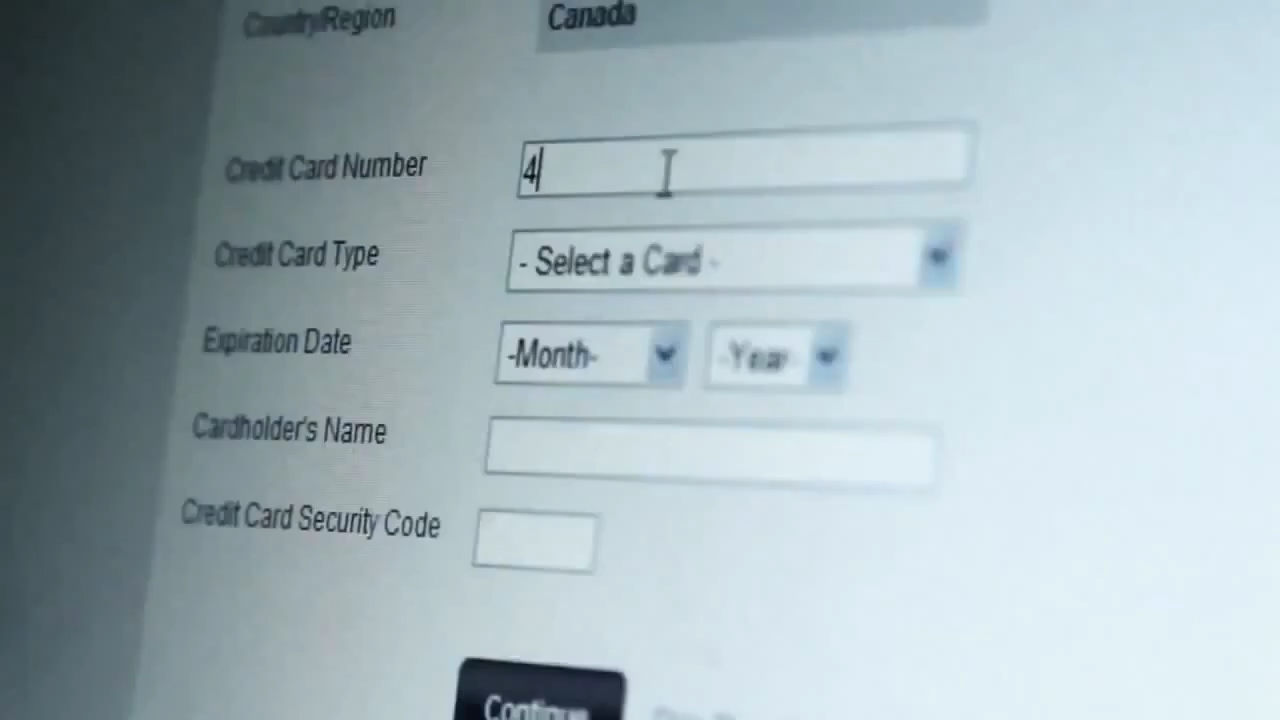 Country/Region Canada
Credit Card Number 4
Credit Card Type - Select a Card -
Expiration Date -Month- -Year-
Cardholder's Name
Credit Card Security Code
Continue